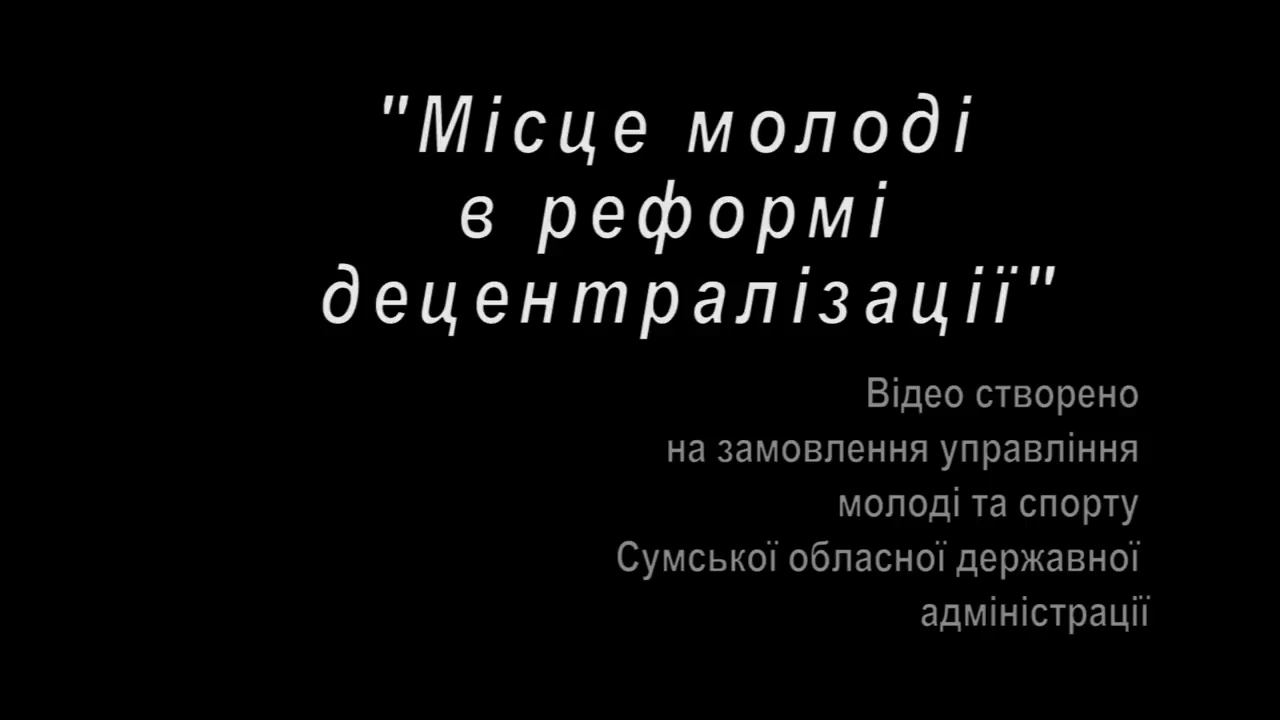 "Місце молоді
в реформі
децентралізації"
Відео створено
на замовлення управління
молоді та спорту
Сумської обласної державної
адміністрації